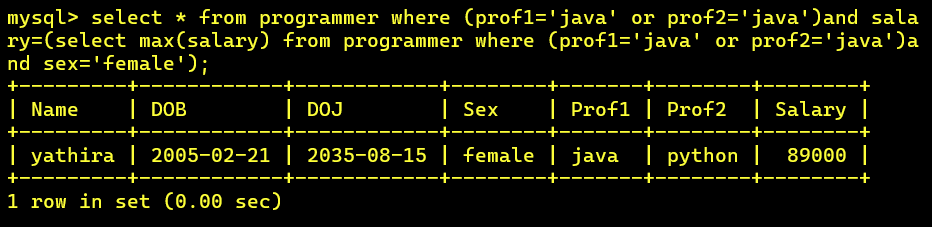 mysql> select * from programmer where (prof1='java' or prof2='java')and sala
ry=(select max(salary) from programmer where (prof1='java' or prof2='java')a
nd sex='female');
+---------+------------+------------+--------+-------+--------+--------+
| Name    | DOB        | DOJ        | Sex    | Prof1 | Prof2  | Salary |
+---------+------------+------------+--------+-------+--------+--------+
| yathira | 2005-02-21 | 2035-08-15 | female | java  | python |  89000 |
+---------+------------+------------+--------+-------+--------+--------+
1 row in set (0.00 sec)